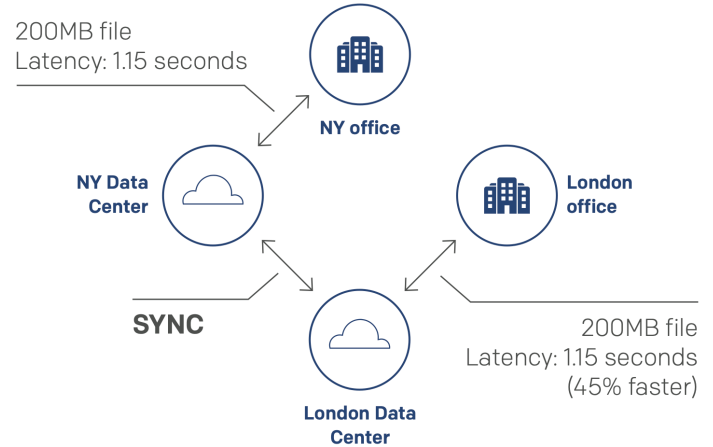 200MB file
Latency: 1.15 seconds
NY office
NY Data
Center
London
office
SYNC
200MB file
Latency: 1.15 seconds
(45% faster)
London Data
Center